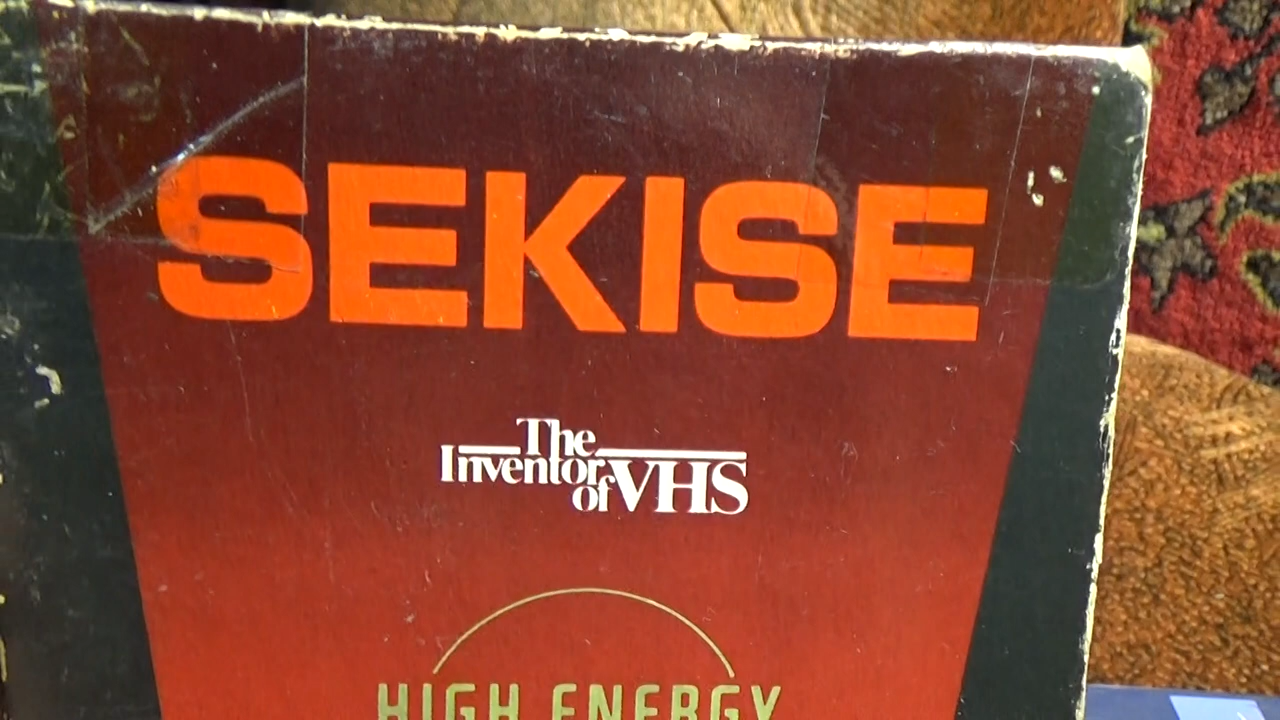 SEKISE
The
Inventor
of VHS
HIGH ENERGY